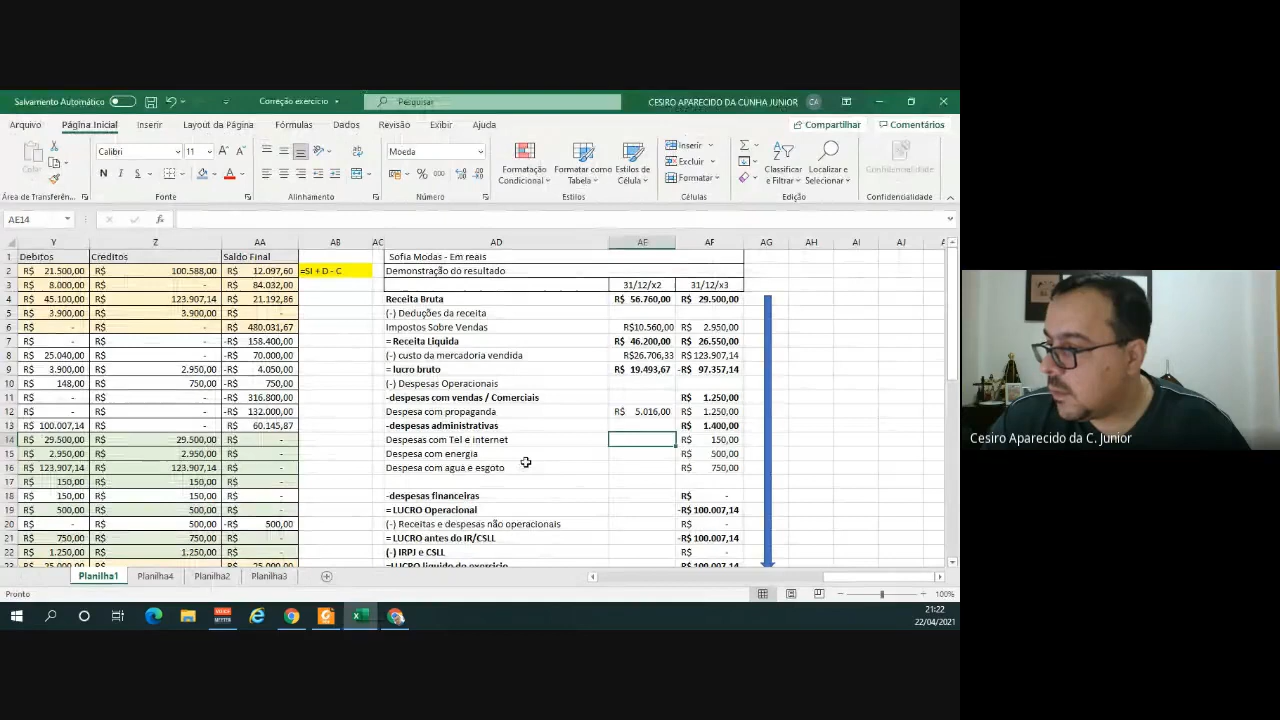 Salvamento Automático
Correção exercício
Pesquisar
CESIRO APARECIDO DA CUNHA JUNIOR
CA
Arquivo Página Inicial Inserir Layout da Página Fórmulas Dados Revisão Exibir Ajuda
Compartilhar Comentários
Colar
Calibri 11
N I S
Moeda
% 000
Formatação Condicional
Formatar como Tabela
Estilos de Célula
Inserir
Excluir
Formatar
Classificar e Filtrar
Localizar e Selecionar
Confidencialidade
Área de Transferên... Fonte Alinhamento Número Estilos Células Edição Confidencialidade
AE14 fx
Y Z AA AB AC AD AE AF AG AH AI AJ
1 Debitos Creditos Saldo Final Sofia Modas - Em reais
2 R$ 21.500,00 R$ 100.588,00 R$ 12.097,60 =SI + D - C Demonstração do resultado
3 R$ 8.000,00 R$ - R$ 84.032,00 31/12/x2 31/12/x3
4 R$ 45.100,00 R$ 123.907,14 R$ 21.192,86 Receita Bruta R$ 56.760,00 R$ 29.500,00
5 R$ 3.900,00 R$ 3.900,00 R$ - (-) Deduções da receita
6 R$ - R$ - R$ 480.031,67 Impostos Sobre Vendas R$10.560,00 R$ 2.950,00
7 R$ - R$ - -R$ 158.400,00 = Receita Liquida R$ 46.200,00 R$ 26.550,00
8 R$ 25.040,00 R$ - -R$ 70.000,00 (-) custo da mercadoria vendida R$26.706,33 R$ 123.907,14
9 R$ 3.900,00 R$ 2.950,00 -R$ 4.050,00 = lucro bruto R$ 19.493,67 -R$ 97.357,14
10 R$ 148,00 R$ 750,00 -R$ 750,00 (-) Despesas Operacionais
11 R$ - R$ - -R$ 316.800,00 -despesas com vendas / Comerciais R$ 1.250,00
12 R$ - R$ - -R$ 132.000,00 Despesa com propaganda R$ 5.016,00 R$ 1.250,00
13 R$ 100.007,14 R$ - R$ 60.145,87 -despesas administrativas R$ 1.400,00
14 R$ 29.500,00 R$ 29.500,00 R$ - Despesas com Tel e internet R$ 150,00
15 R$ 2.950,00 R$ 2.950,00 R$ - Despesa com energia R$ 500,00
16 R$ 123.907,14 R$ 123.907,14 R$ - Despesa com agua e esgoto R$ 750,00
17 R$ 150,00 R$ 150,00 R$ -
18 R$ 150,00 R$ 150,00 R$ - -despesas financeiras R$ -
19 R$ 500,00 R$ 500,00 R$ - = LUCRO Operacional -R$ 100.007,14
20 R$ - R$ 500,00 -R$ 500,00 (-) Receitas e despesas não operacionais R$ -
21 R$ 750,00 R$ 750,00 R$ - = LUCRO antes do IR/CSLL -R$ 100.007,14
22 R$ 1.250,00 R$ 1.250,00 R$ - (-) IRPJ e CSLL R$ -
=LUCRO liquido do exercicio
Planilha1 Planilha4 Planilha2 Planilha3
Pronto
100%
21:22
22/04/2021
Cesiro Aparecido da C. Junior